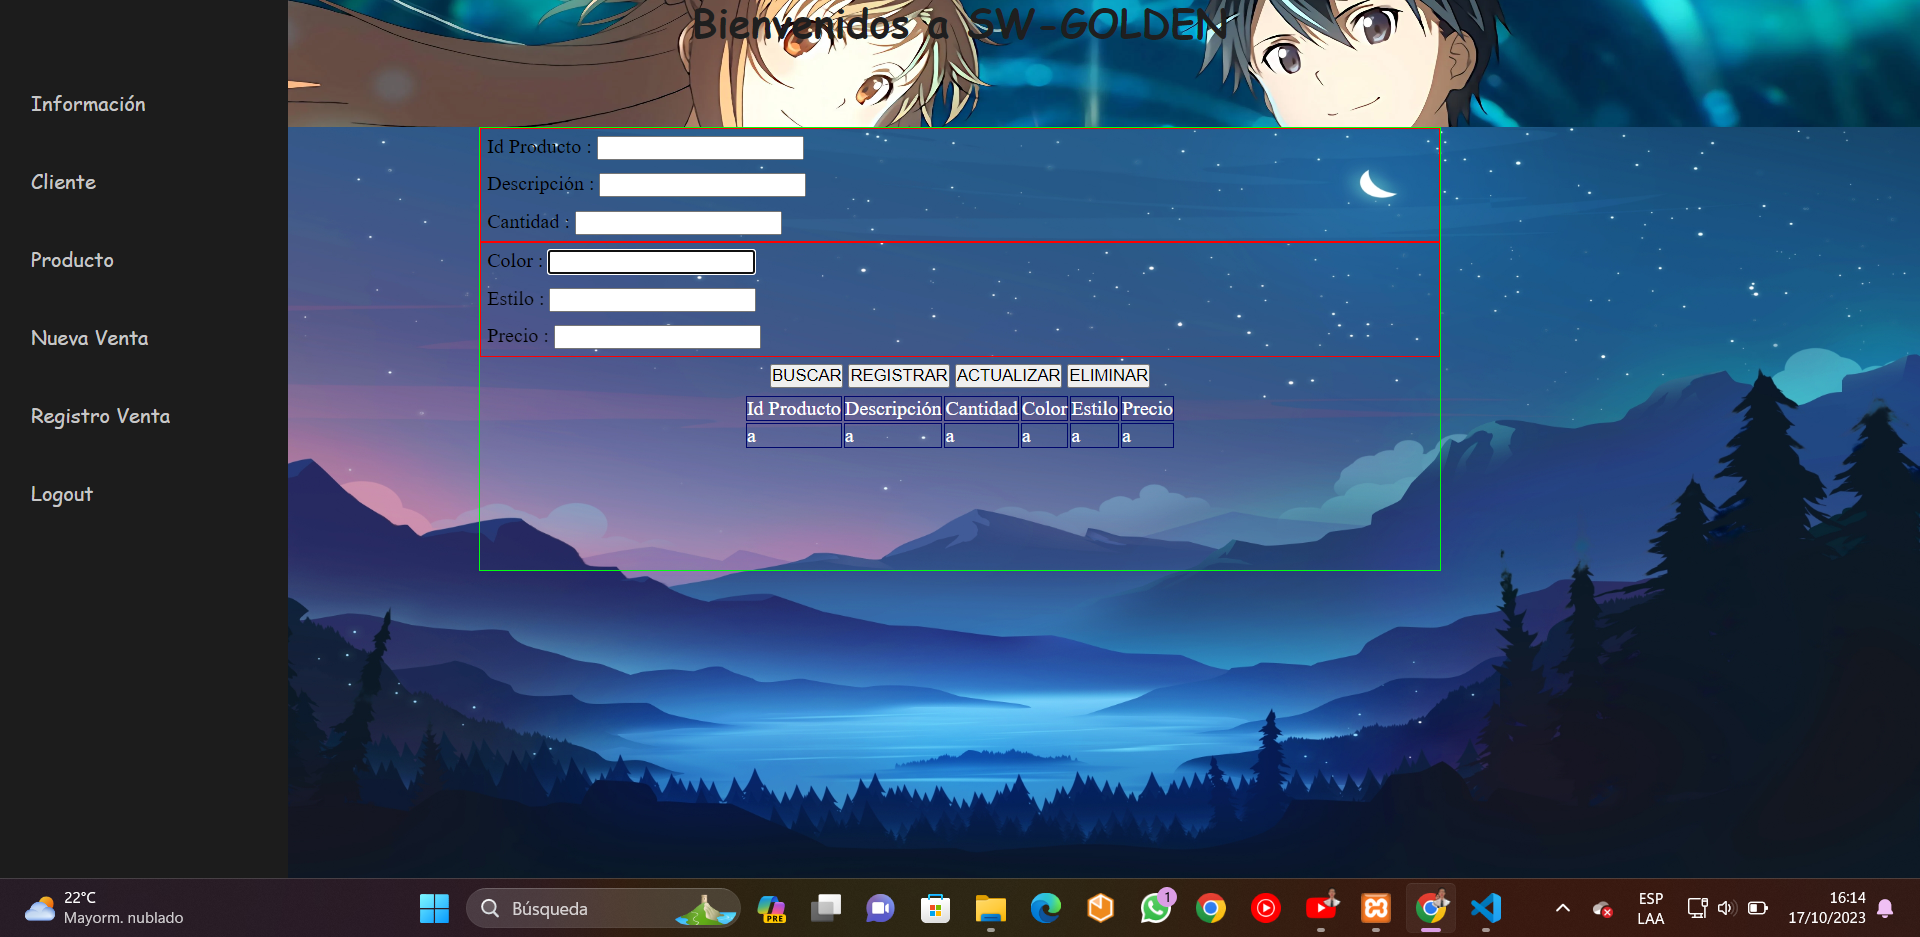 Bienvenidos a SW-GOLDEN
Información
Cliente
Producto
Nueva Venta
Registro Venta
Logout
Id Producto :
Descripción :
Cantidad :
Color :
Estilo :
Precio :
BUSCAR REGISTRAR ACTUALIZAR ELIMINAR
Id Producto Descripción Cantidad Color Estilo Precio
a a a a a a
22°C
Mayorm. nublado
Búsqueda
PRE
1
ESP
LAA
16:14
17/10/2023